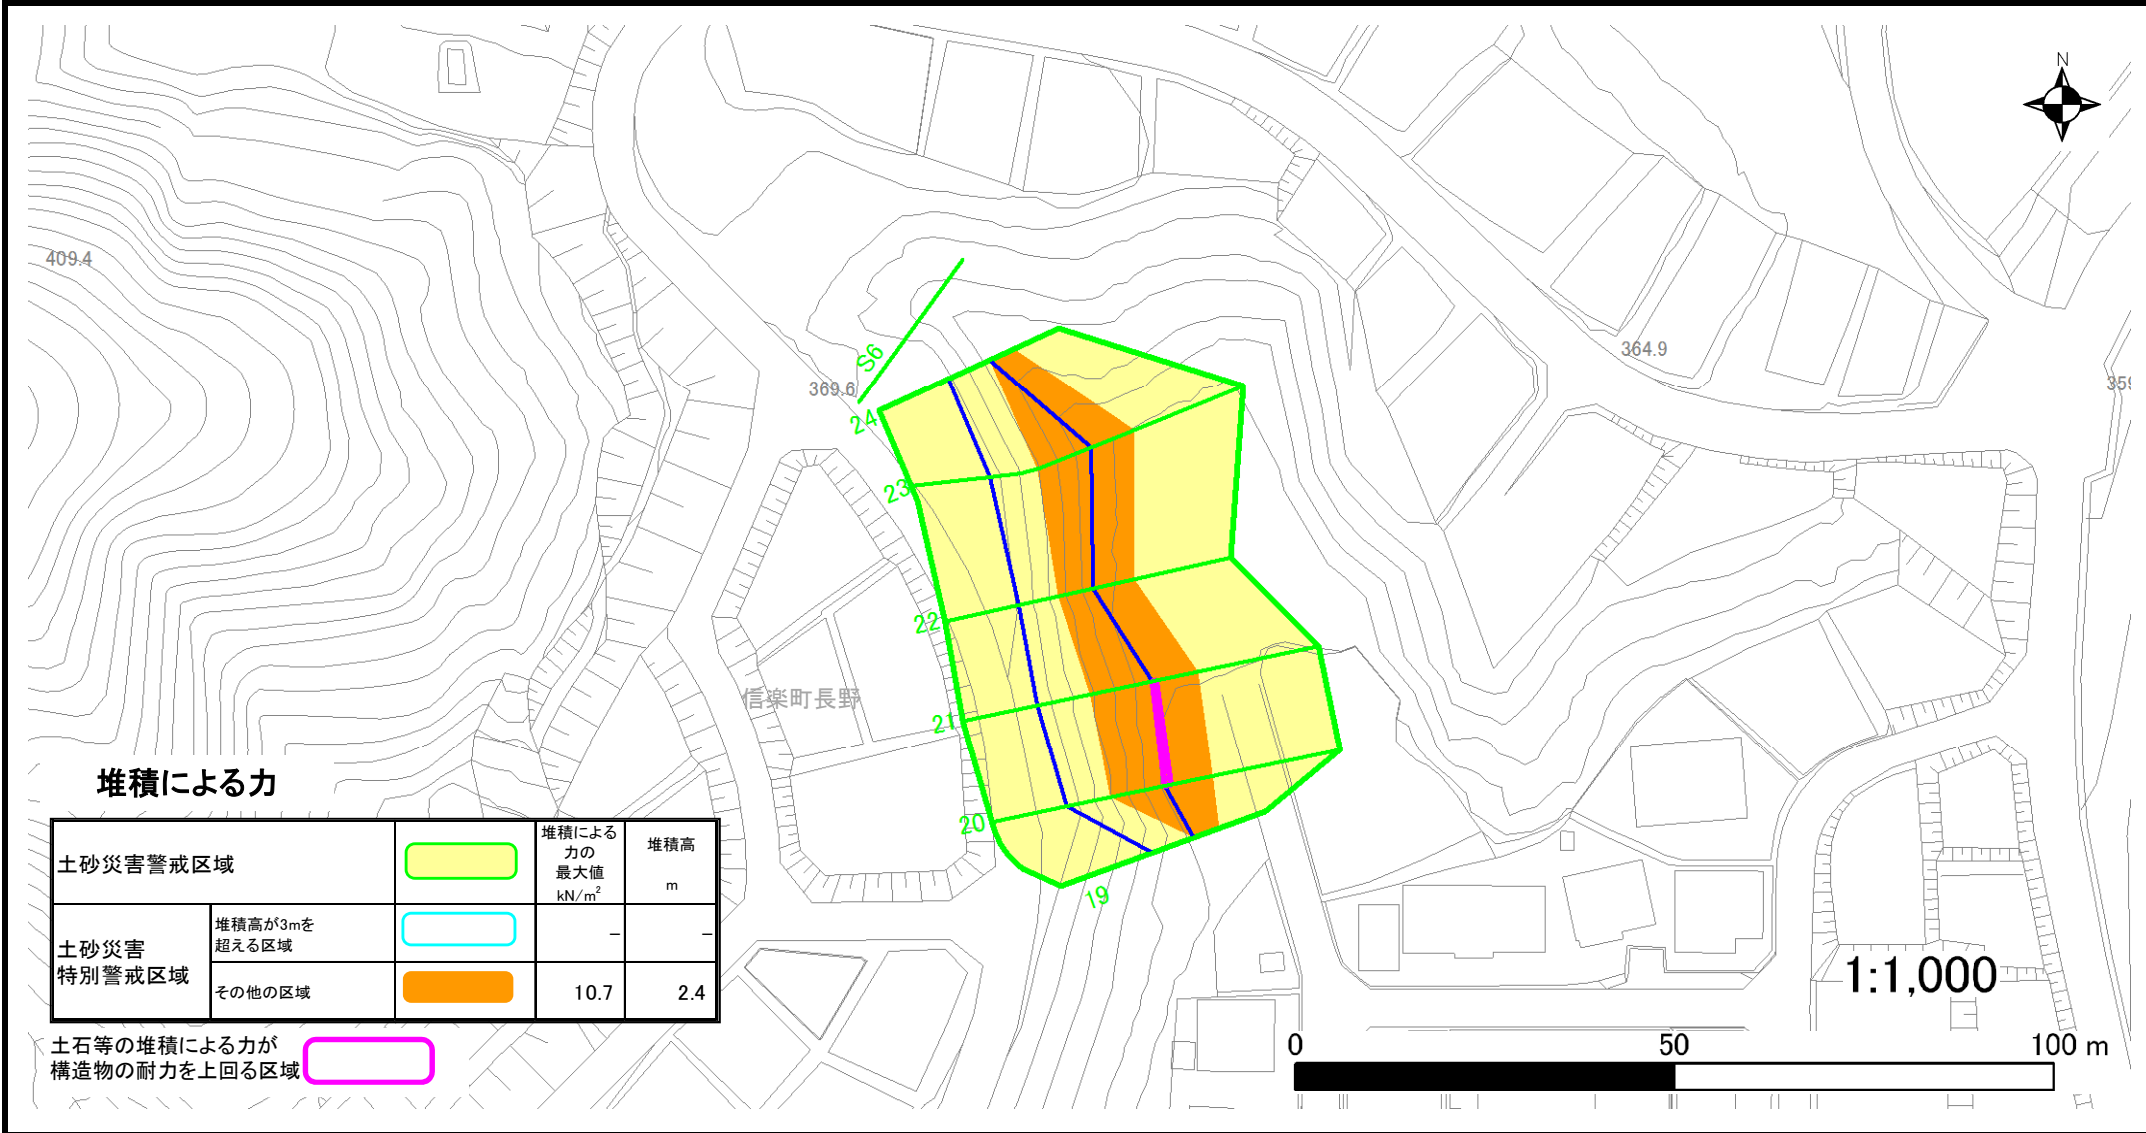 N
409.4
S6
369.6
364.9
359
24
23
22
信楽町長野
21
20
19
堆積による力
土砂災害警戒区域
堆積による
力の
最大値
kN/m²
堆積高
m
土砂災害
特別警戒区域
堆積高が3mを
超える区域
–
–
その他の区域
10.7
2.4
土石等の堆積による力が
構造物の耐力を上回る区域
1:1,000
0
50
100 m